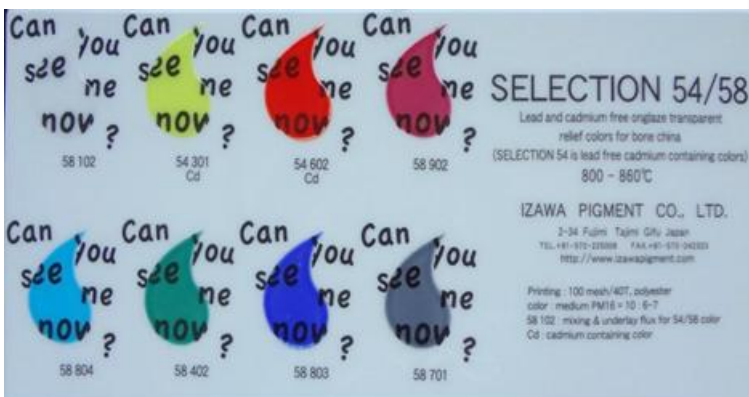 Can you see me now ?
58 102
Can you see me now ?
54 301
Cd
Can you see me now ?
54 602
Cd
Can you see me now ?
58 902
Can you see me now ?
58 804
Can you see me now ?
58 402
Can you see me now ?
58 803
Can you see me now ?
58 701
SELECTION 54/58
Lead and cadmium free onglaze transparent
relief colors for bone china
(SELECTION 54 is lead free cadmium containing colors)
800 - 860℃
IZAWA PIGMENT CO., LTD.
2-34 Fujimi Tajimi Gifu Japan
http://www.izawapigment.com
Printing : 100 mesh/40T, polyester
color : medium PM16 = 10 : 6-7
58 102 : mixing & underlay flux for 54/58 color
Cd : cadmium containing color